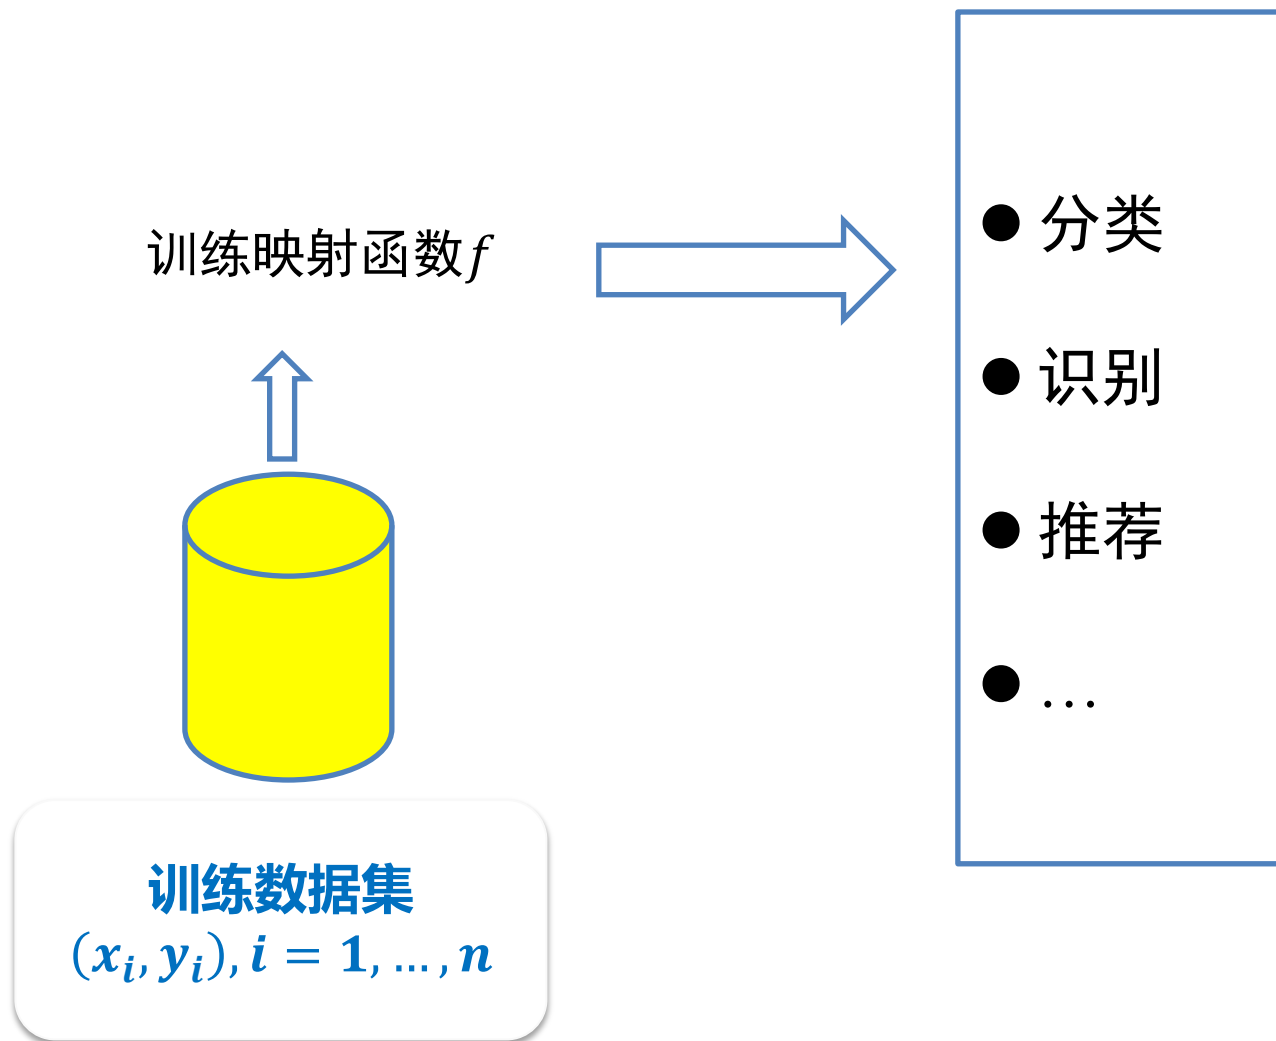 训练映射函数f
● 分类
● 识别
● 推荐
● …
训练数据集
(xᵢ, yᵢ), i = 1, …, n